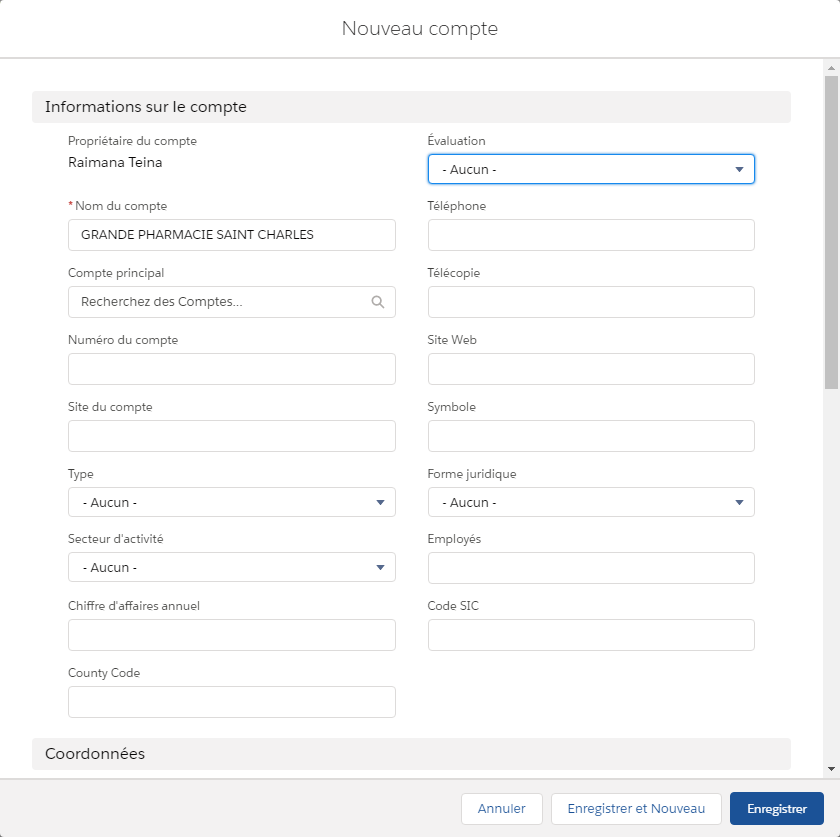 Nouveau compte
Informations sur le compte
Propriétaire du compte
Raimana Teina
Évaluation
- Aucun -
* Nom du compte
GRANDE PHARMACIE SAINT CHARLES
Téléphone
Compte principal
Recherchez des Comptes...
Télécopie
Numéro du compte
Site Web
Site du compte
Symbole
Type
- Aucun -
Forme juridique
- Aucun -
Secteur d'activité
- Aucun -
Employés
Chiffre d'affaires annuel
Code SIC
County Code
Coordonnées
Annuler
Enregistrer et Nouveau
Enregistrer